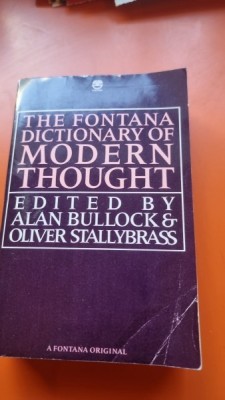 THE FONTANA
DICTIONARY OF
MODERN
THOUGHT
EDITED BY
ALAN BULLOCK &
OLIVER STALLYBRASS
A FONTANA ORIGINAL